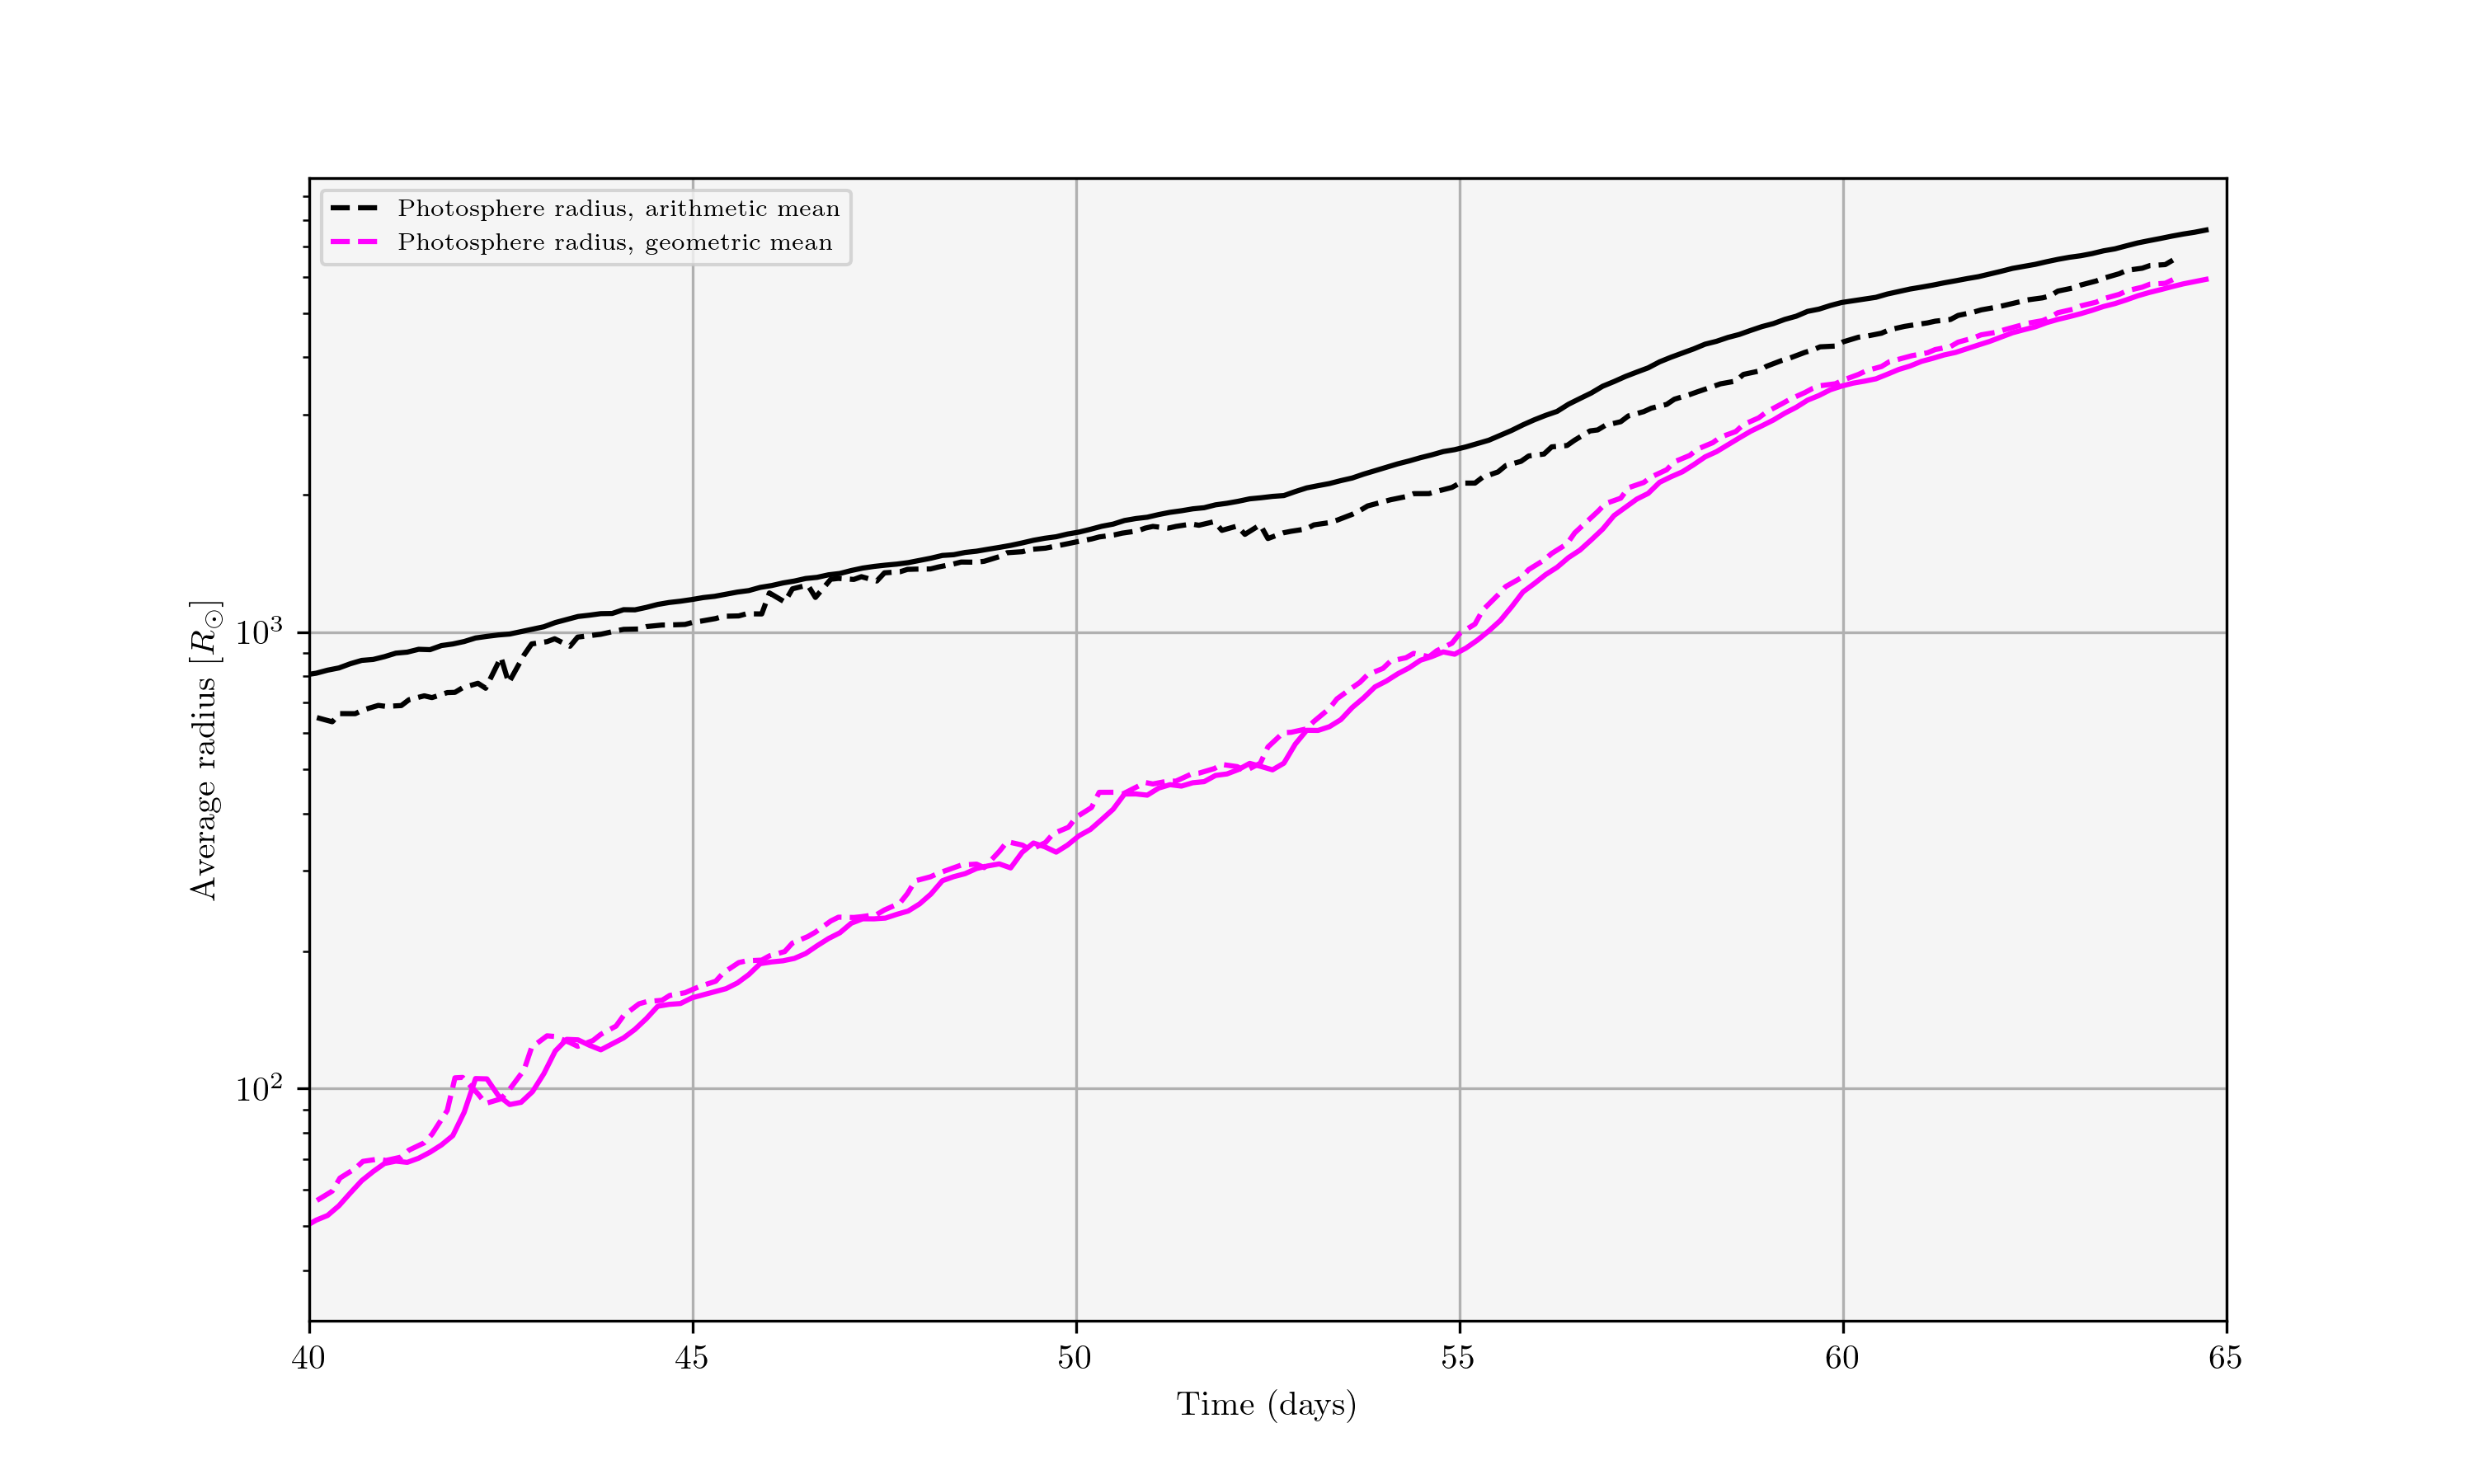 Photosphere radius, arithmetic mean
Photosphere radius, geometric mean
Average radius [R☉]
10³
10²
40 45 50 55 60 65
Time (days)